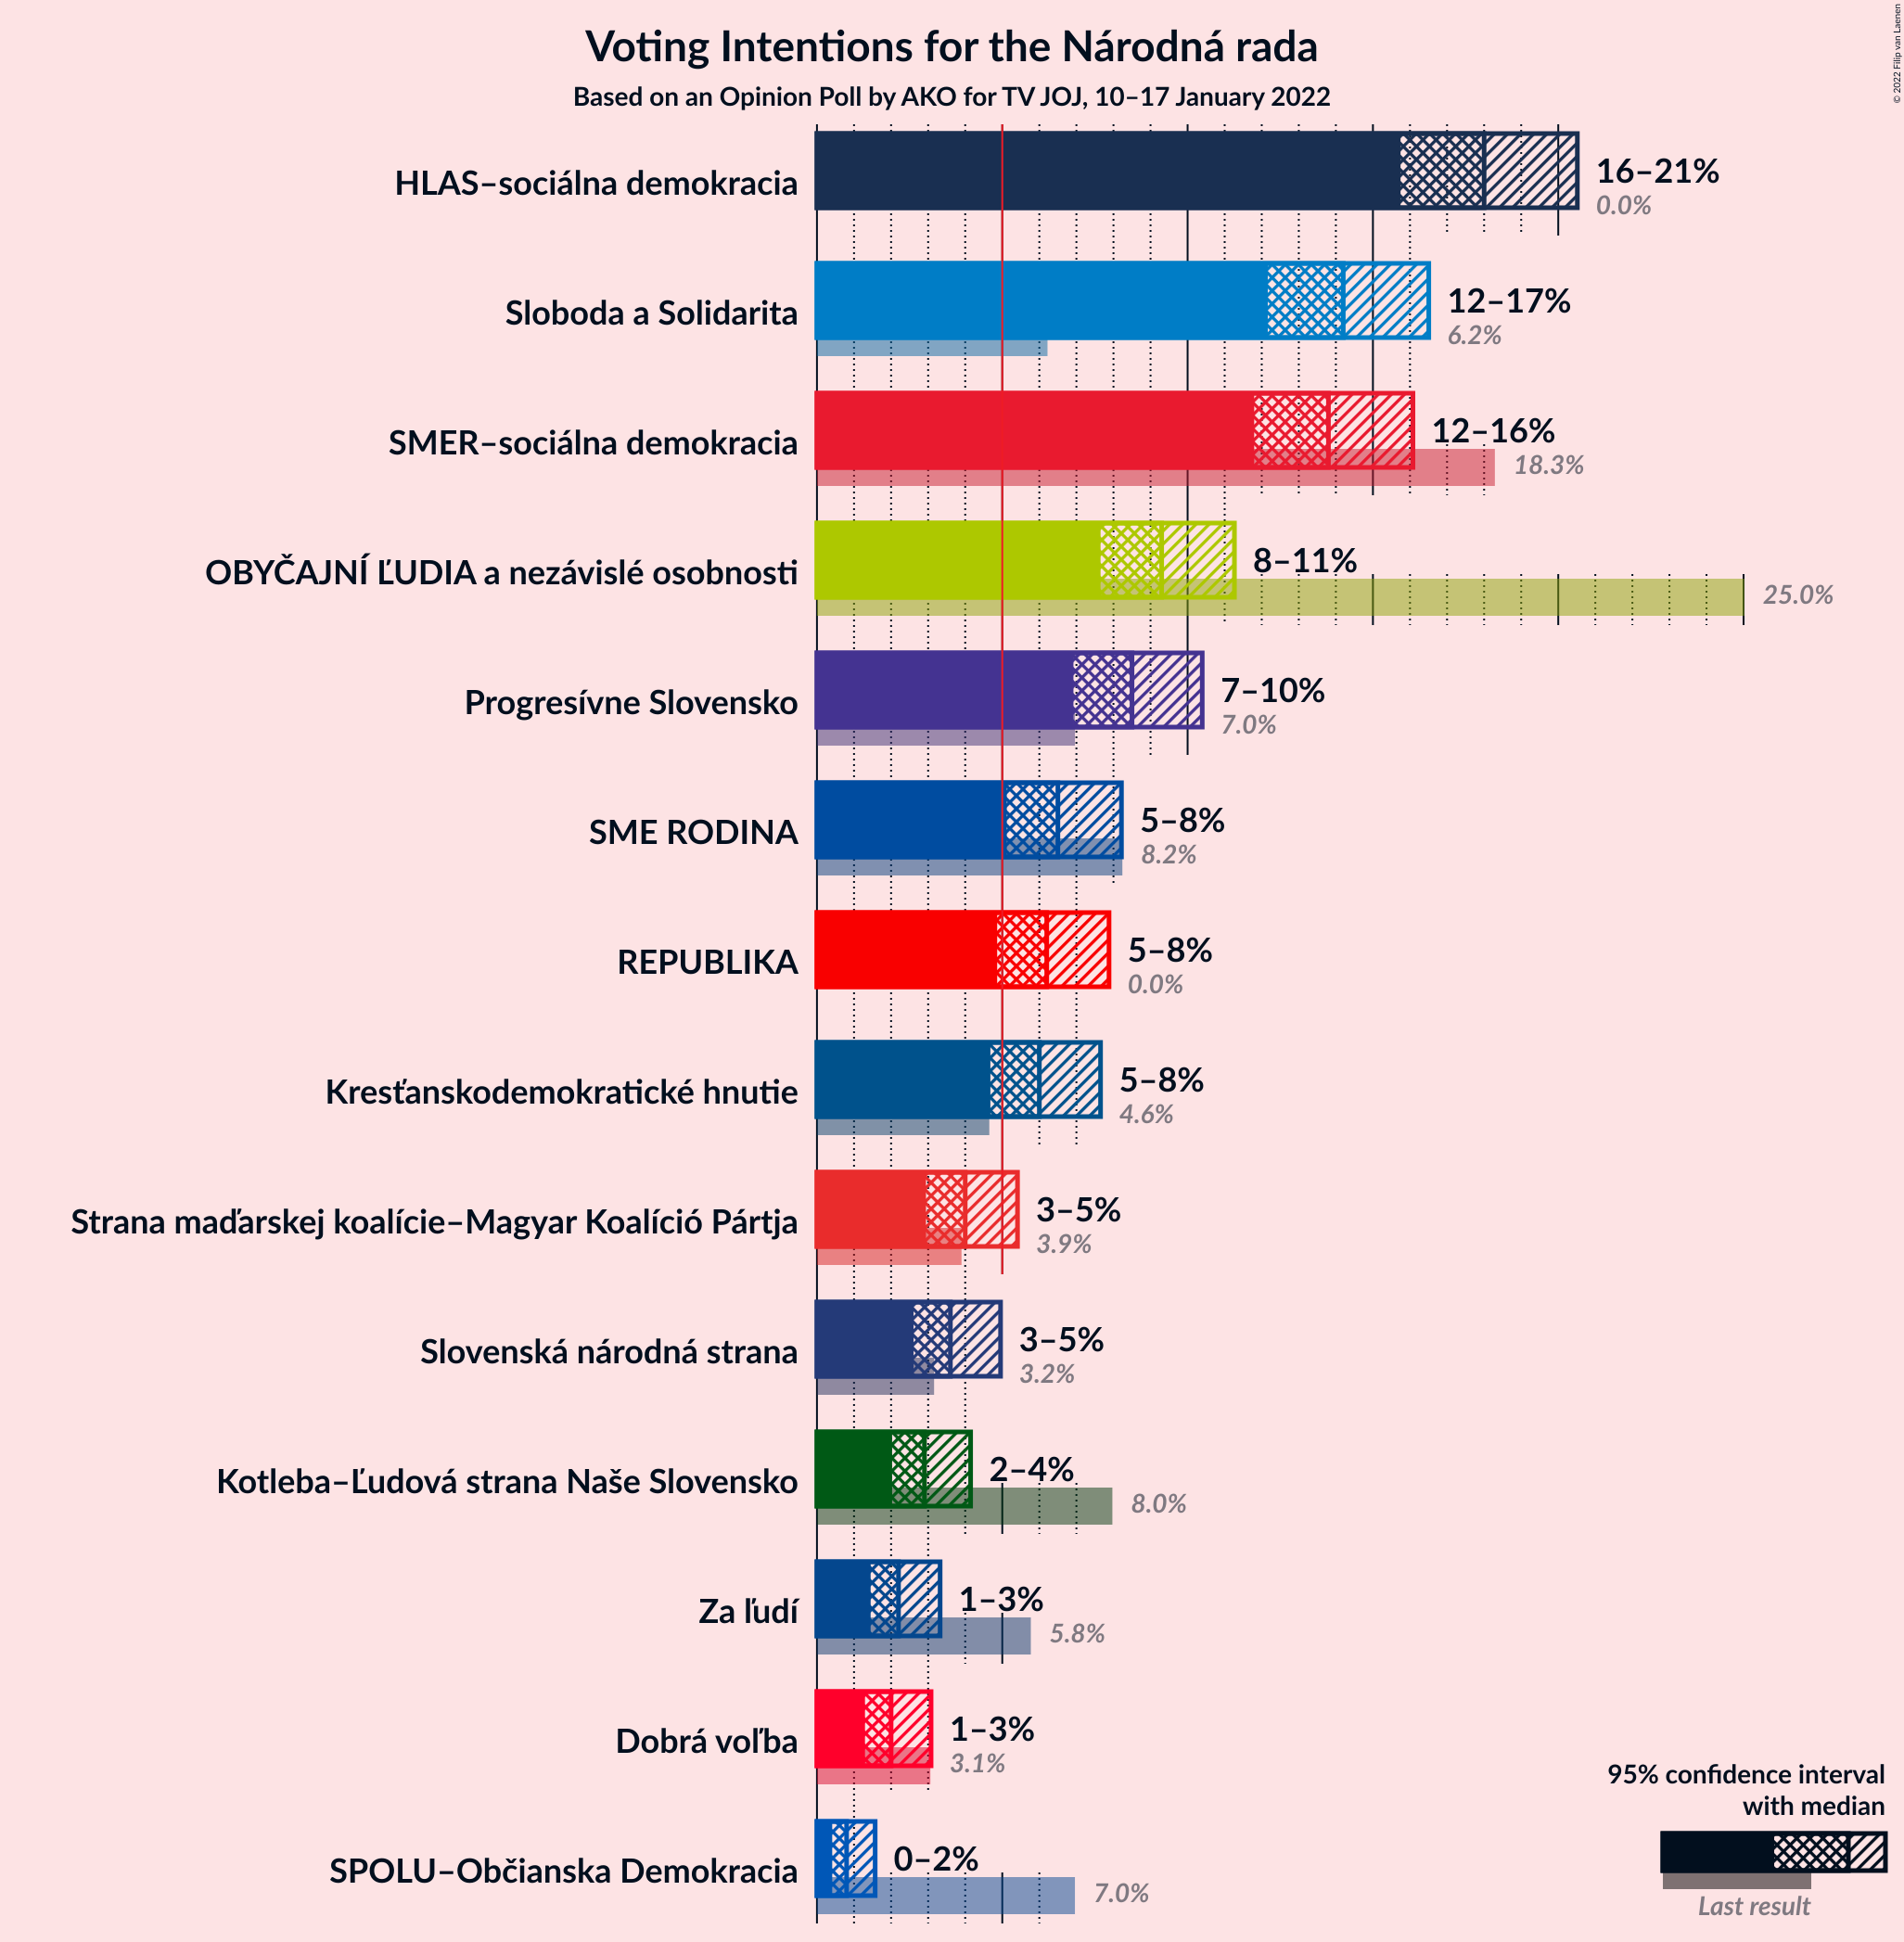 Voting Intentions for the Národná rada
Based on an Opinion Poll by AKO for TV JOJ, 10–17 January 2022
© 2022 Filip van Laenen
HLAS–sociálna demokracia
16–21%
0.0%
Sloboda a Solidarita
12–17%
6.2%
SMER–sociálna demokracia
12–16%
18.3%
OBYČAJNÍ ĽUDIA a nezávislé osobnosti
8–11%
25.0%
Progresívne Slovensko
7–10%
7.0%
SME RODINA
5–8%
8.2%
REPUBLIKA
5–8%
0.0%
Kresťanskodemokratické hnutie
5–8%
4.6%
Strana maďarskej koalície–Magyar Koalíció Pártja
3–5%
3.9%
Slovenská národná strana
3–5%
3.2%
Kotleba–Ľudová strana Naše Slovensko
2–4%
8.0%
Za ľudí
1–3%
5.8%
Dobrá voľba
1–3%
3.1%
SPOLU–Občianska Demokracia
0–2%
7.0%
95% confidence interval
with median
Last result